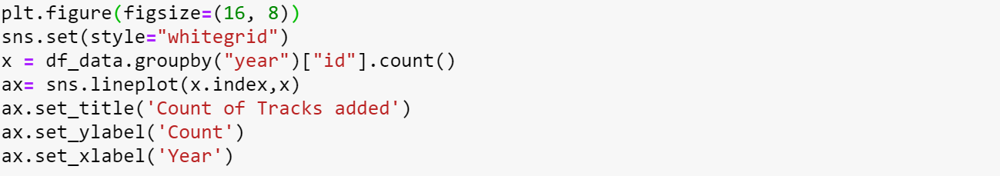 plt.figure(figsize=(16, 8))
sns.set(style="whitegrid")
x = df_data.groupby("year")["id"].count()
ax= sns.lineplot(x.index,x)
ax.set_title('Count of Tracks added')
ax.set_ylabel('Count')
ax.set_xlabel('Year')